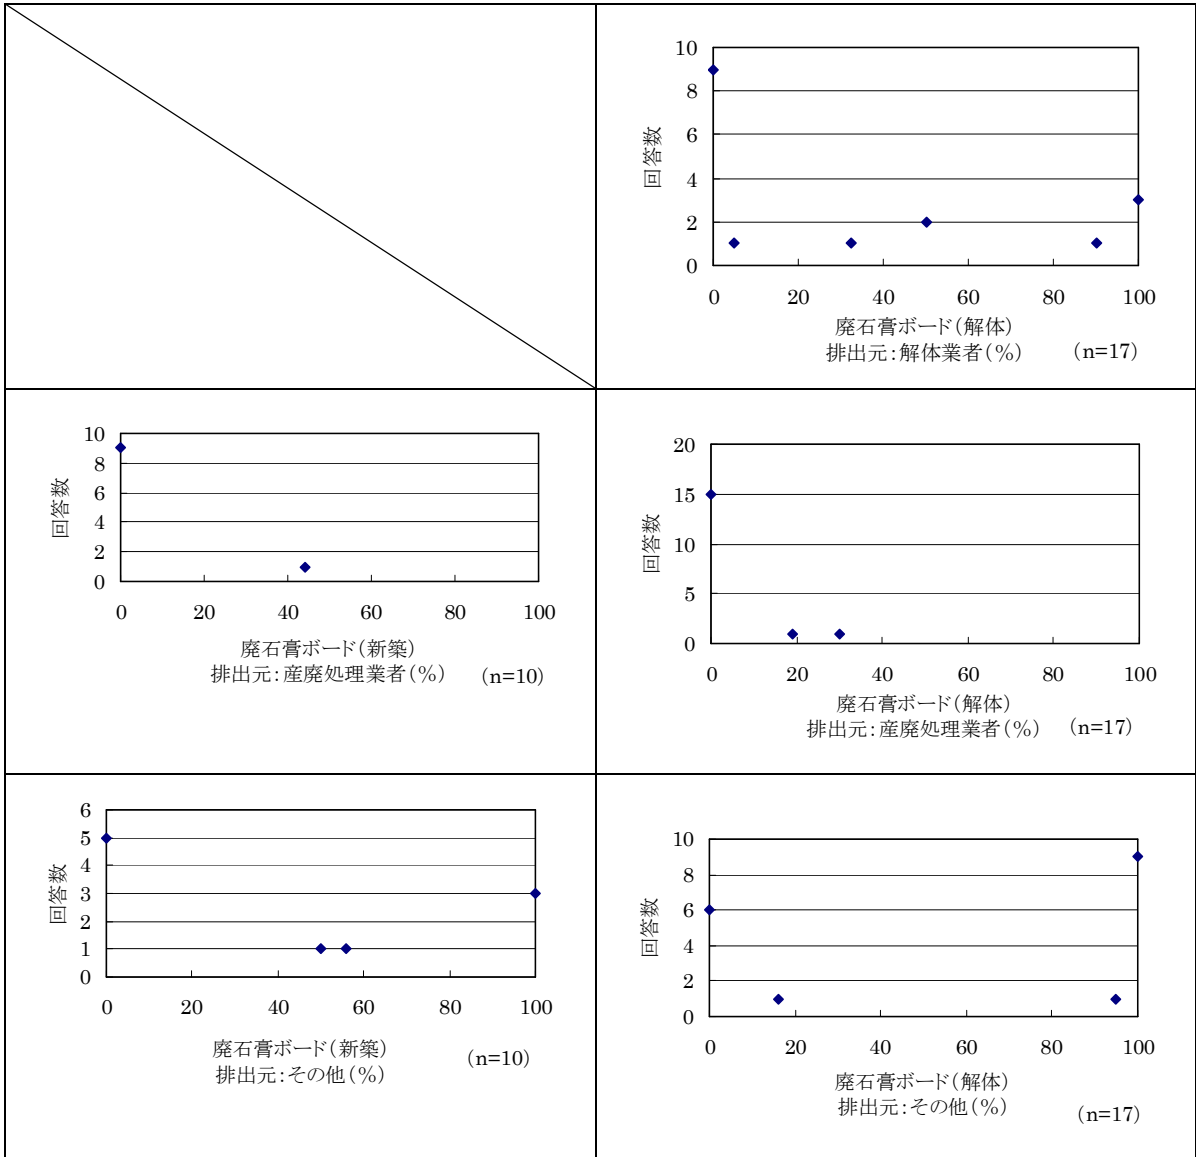 10
8
6
4
2
0
回答数
0 20 40 60 80 100
廃石膏ボード(解体)
排出元:解体業者(%) (n=17)
10
8
6
4
2
0
回答数
0 20 40 60 80 100
廃石膏ボード(新築)
排出元:産廃処理業者(%) (n=10)
20
15
10
5
0
回答数
0 20 40 60 80 100
廃石膏ボード(解体)
排出元:産廃処理業者(%) (n=17)
6
5
4
3
2
1
0
回答数
0 20 40 60 80 100
廃石膏ボード(新築)
排出元:その他(%) (n=10)
10
8
6
4
2
0
回答数
0 20 40 60 80 100
廃石膏ボード(解体)
排出元:その他(%) (n=17)